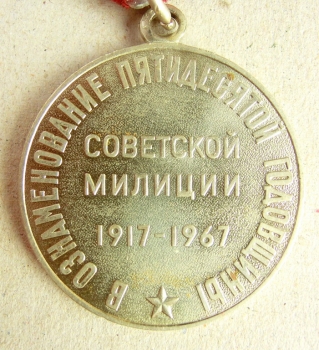 В ОЗНАМЕНОВАНИЕ ПЯТИДЕСЯТОЙ ГОДОВЩИНЫ
СОВЕТСКОЙ
МИЛИЦИИ
1917-1967